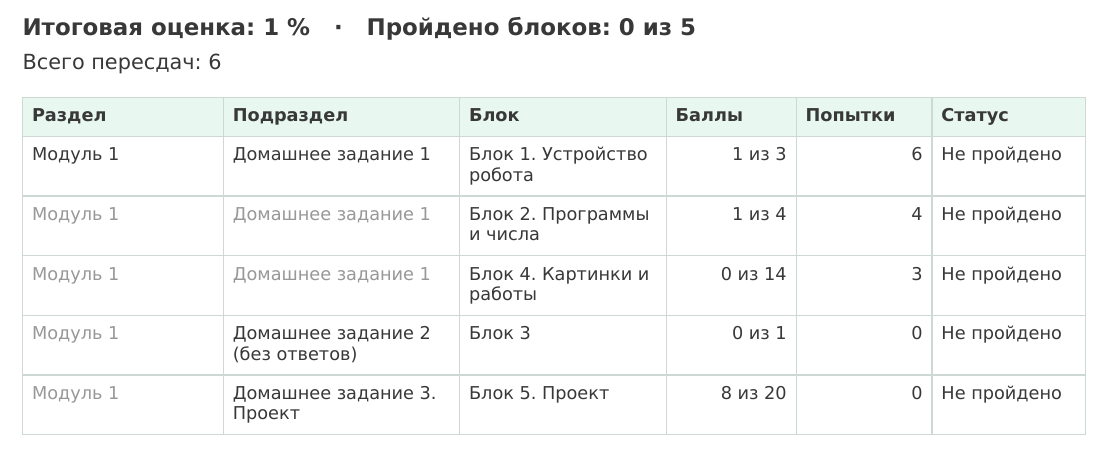 Итоговая оценка: 1 % · Пройдено блоков: 0 из 5
Всего пересдач: 6
Раздел Подраздел Блок Баллы Попытки Статус
Модуль 1 Домашнее задание 1 Блок 1. Устройство 1 из 3 6 Не пройдено
робота
Модуль 1 Домашнее задание 1 Блок 2. Программы 1 из 4 4 Не пройдено
и числа
Модуль 1 Домашнее задание 1 Блок 4. Картинки и 0 из 14 3 Не пройдено
работы
Модуль 1 Домашнее задание 2 Блок 3 0 из 1 0 Не пройдено
(без ответов)
Модуль 1 Домашнее задание 3. Блок 5. Проект 8 из 20 0 Не пройдено
Проект